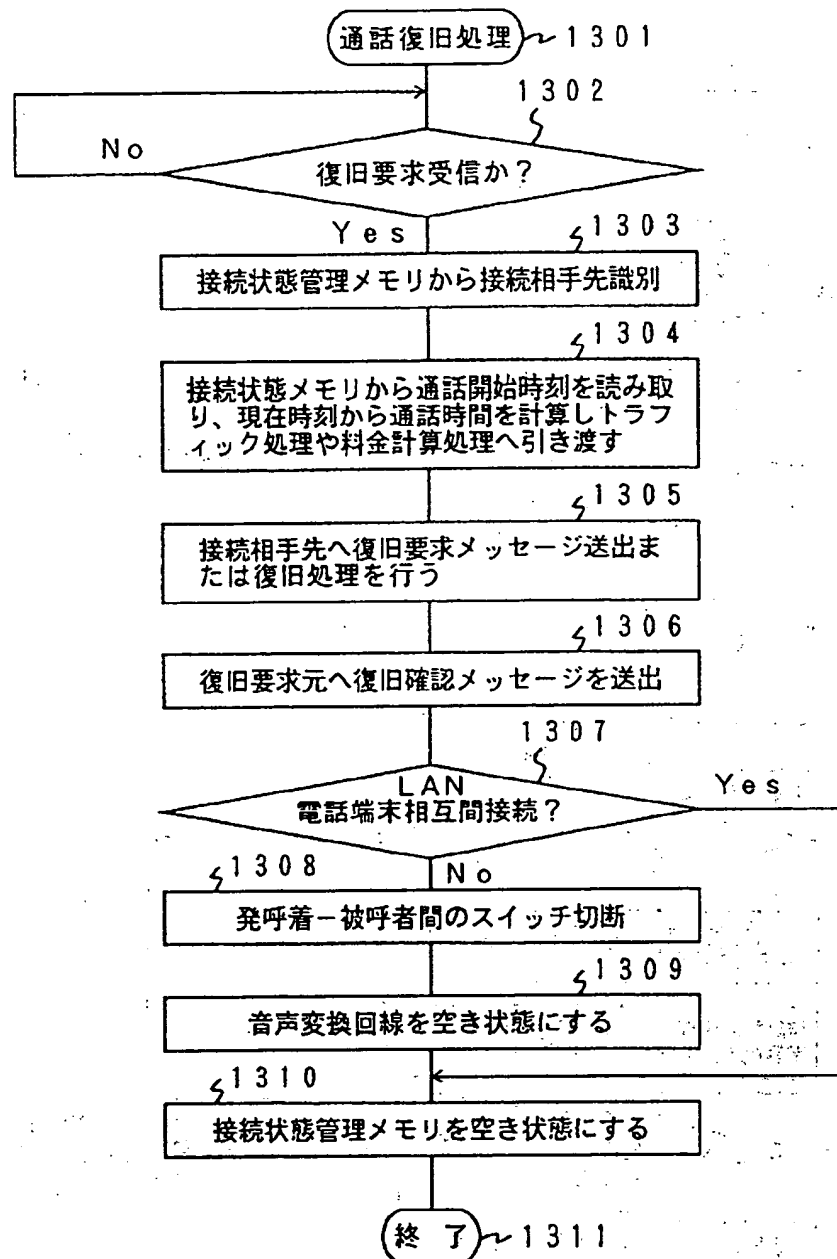 通話復旧処理 1301
1302
No
復旧要求受信か?
Yes
1303
接続状態管理メモリから接続相手先識別
1304
接続状態メモリから通話開始時刻を読み取
り、現在時刻から通話時間を計算しトラフ
ィック処理や料金計算処理へ引き渡す
1305
接続相手先へ復旧要求メッセージ送出ま
たは復旧処理を行う
1306
復旧要求元へ復旧確認メッセージを送出
1307
LAN
電話端末相互間接続?
Yes
No
1308
発呼着-被呼者間のスイッチ切断
1309
音声変換回線を空き状態にする
1310
接続状態管理メモリを空き状態にする
終了 1311